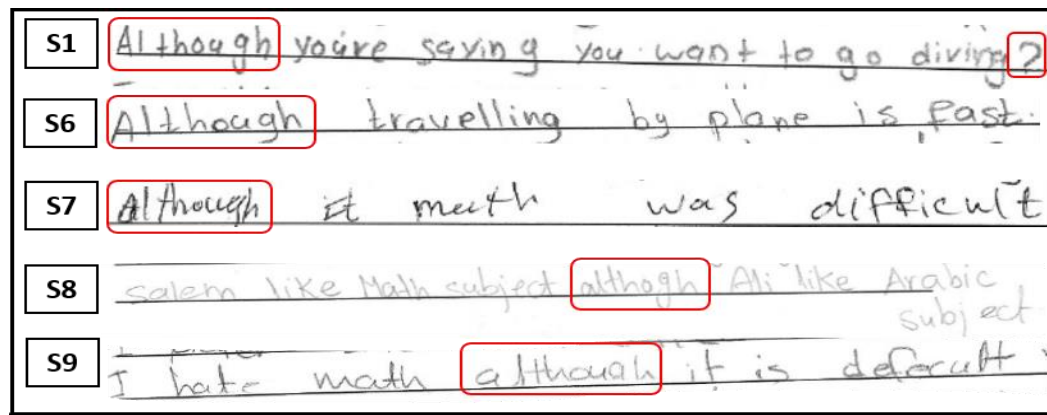 S1 Although you're saying you want to go diving?
S6 Although travelling by plane is fast.
S7 Although it math was difficult
S8 salem like Math subject althogh Ali like Arabic
subject
S9 I hate math although it is defecult